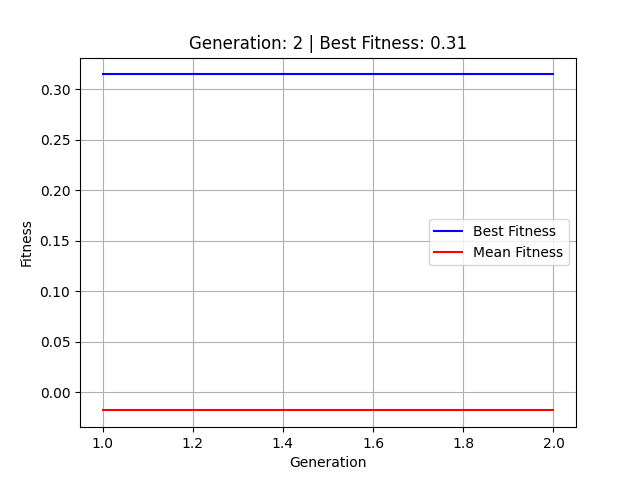 Generation: 2 | Best Fitness: 0.31
0.30
0.25
0.20
0.15
0.10
0.05
0.00
Fitness
Best Fitness
Mean Fitness
1.0 1.2 1.4 1.6 1.8 2.0
Generation